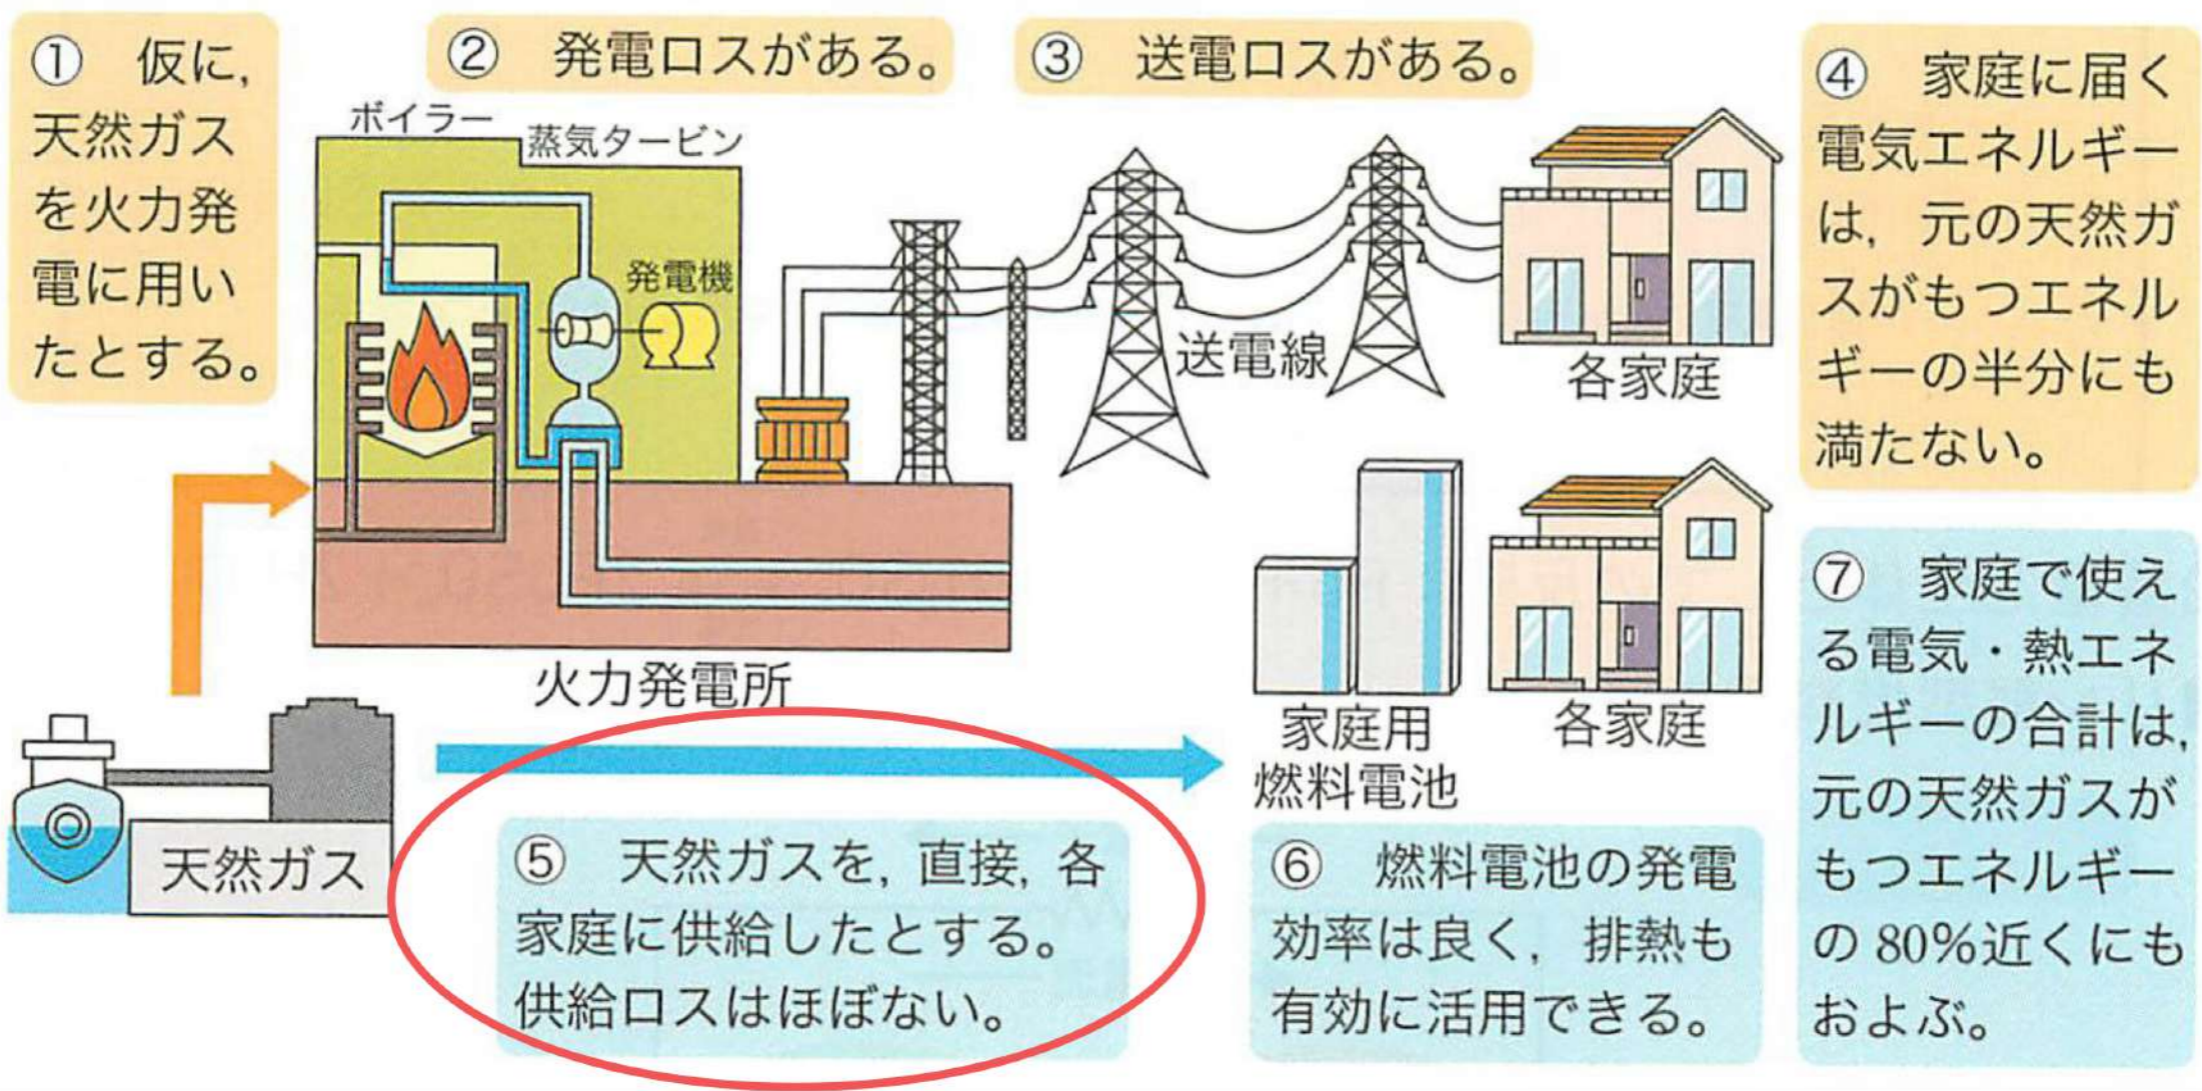 ① 仮に,
天然ガス
を火力発
電に用い
たとする。
② 発電ロスがある。
③ 送電ロスがある。
④ 家庭に届く
電気エネルギー
は, 元の天然ガ
スがもつエネル
ギーの半分にも
満たない。
ボイラー
蒸気タービン
発電機
送電線
各家庭
火力発電所
天然ガス
家庭用
燃料電池
各家庭
⑤ 天然ガスを, 直接, 各
家庭に供給したとする。
供給ロスはほぼない。
⑥ 燃料電池の発電
効率は良く, 排熱も
有効に活用できる。
⑦ 家庭で使え
る電気・熱エネ
ルギーの合計は,
元の天然ガスが
もつエネルギー
の80%近くにも
およぶ。